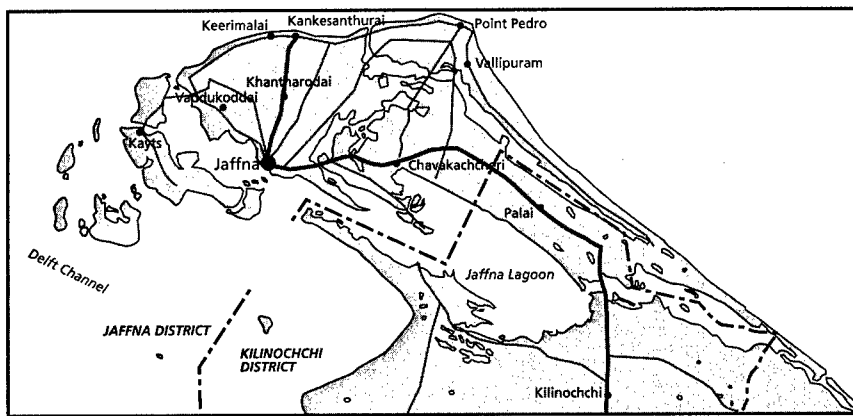 Keerimalai
Kankesanthurai
Point Pedro
Vallipuram
Khantharodai
Vaddukoddai
Kayts
Jaffna
Chavakachcheri
Palai
Jaffna Lagoon
Delft Channel
JAFFNA DISTRICT
KILINOCHCHI
DISTRICT
Kilinochchi